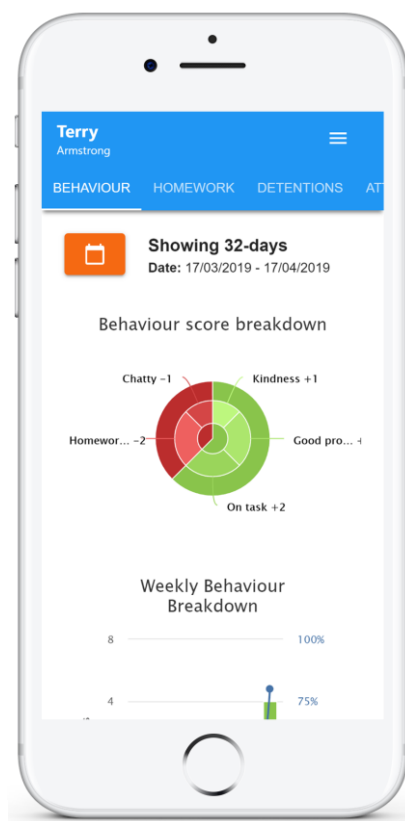 Terry
Armstrong
BEHAVIOUR HOMEWORK DETENTIONS AT
Showing 32-days
Date: 17/03/2019 - 17/04/2019
Behaviour score breakdown
Chatty -1 Kindness +1
Homewor... -2 Good pro... +
On task +2
Weekly Behaviour
Breakdown
8 100%
4 75%